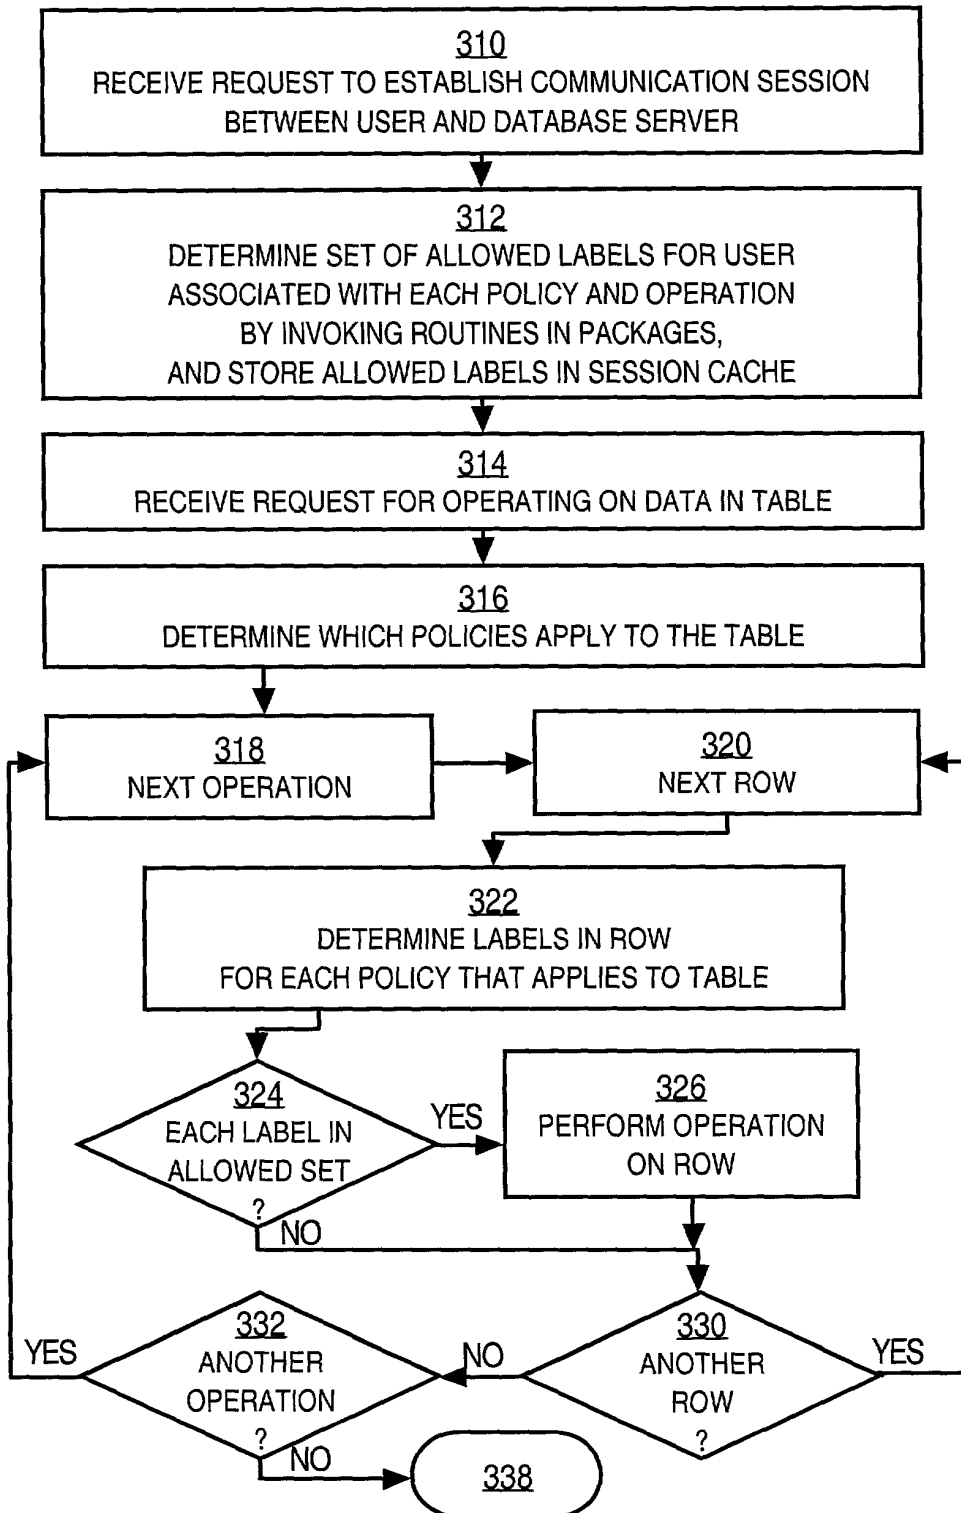 310
RECEIVE REQUEST TO ESTABLISH COMMUNICATION SESSION
BETWEEN USER AND DATABASE SERVER
312
DETERMINE SET OF ALLOWED LABELS FOR USER
ASSOCIATED WITH EACH POLICY AND OPERATION
BY INVOKING ROUTINES IN PACKAGES,
AND STORE ALLOWED LABELS IN SESSION CACHE
314
RECEIVE REQUEST FOR OPERATING ON DATA IN TABLE
316
DETERMINE WHICH POLICIES APPLY TO THE TABLE
318
NEXT OPERATION
320
NEXT ROW
322
DETERMINE LABELS IN ROW
FOR EACH POLICY THAT APPLIES TO TABLE
324
EACH LABEL IN
ALLOWED SET
?
YES
NO
326
PERFORM OPERATION
ON ROW
330
ANOTHER
ROW
?
YES
NO
332
ANOTHER
OPERATION
?
YES
NO
338